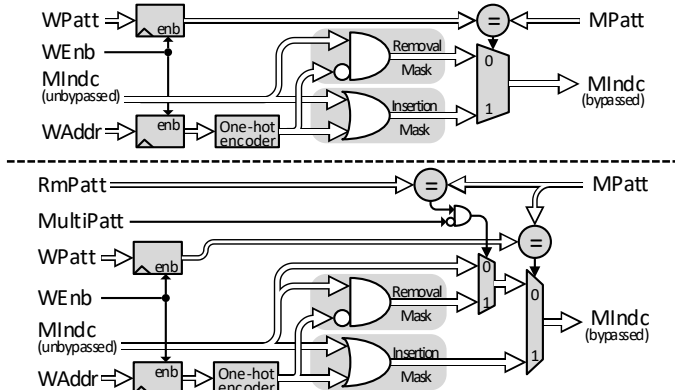 WPatt
enb
=
MPatt
WEnb
MIndc
(unbypassed)
Removal
Mask
0
1
MIndc
(bypassed)
Insertion
Mask
WAddr
enb
One-hot
encoder
RmPatt
=
MPatt
MultiPatt
WPatt
enb
=
WEnb
0
1
0
1
Removal
Mask
MIndc
(bypassed)
MIndc
(unbypassed)
Insertion
Mask
WAddr
enb
One-hot
encoder